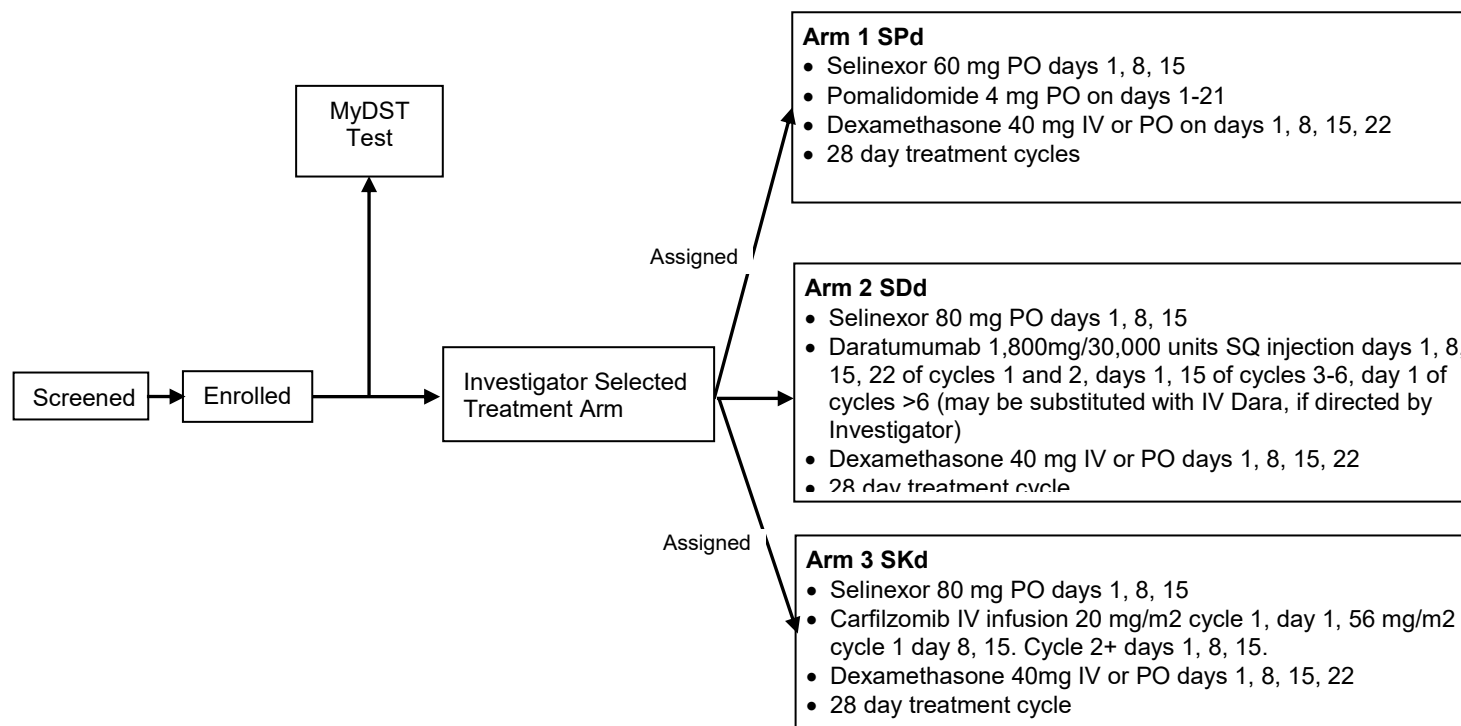 MyDST
Test
Screened
Enrolled
Investigator Selected
Treatment Arm
Assigned
Assigned
Arm 1 SPd
• Selinexor 60 mg PO days 1, 8, 15
• Pomalidomide 4 mg PO on days 1-21
• Dexamethasone 40 mg IV or PO on days 1, 8, 15, 22
• 28 day treatment cycles
Arm 2 SDd
• Selinexor 80 mg PO days 1, 8, 15
• Daratumumab 1,800mg/30,000 units SQ injection days 1, 8,
15, 22 of cycles 1 and 2, days 1, 15 of cycles 3-6, day 1 of
cycles >6 (may be substituted with IV Dara, if directed by
Investigator)
• Dexamethasone 40 mg IV or PO days 1, 8, 15, 22
• 28 day treatment cycle
Arm 3 SKd
• Selinexor 80 mg PO days 1, 8, 15
• Carfilzomib IV infusion 20 mg/m2 cycle 1, day 1, 56 mg/m2
cycle 1 day 8, 15. Cycle 2+ days 1, 8, 15.
• Dexamethasone 40mg IV or PO days 1, 8, 15, 22
• 28 day treatment cycle